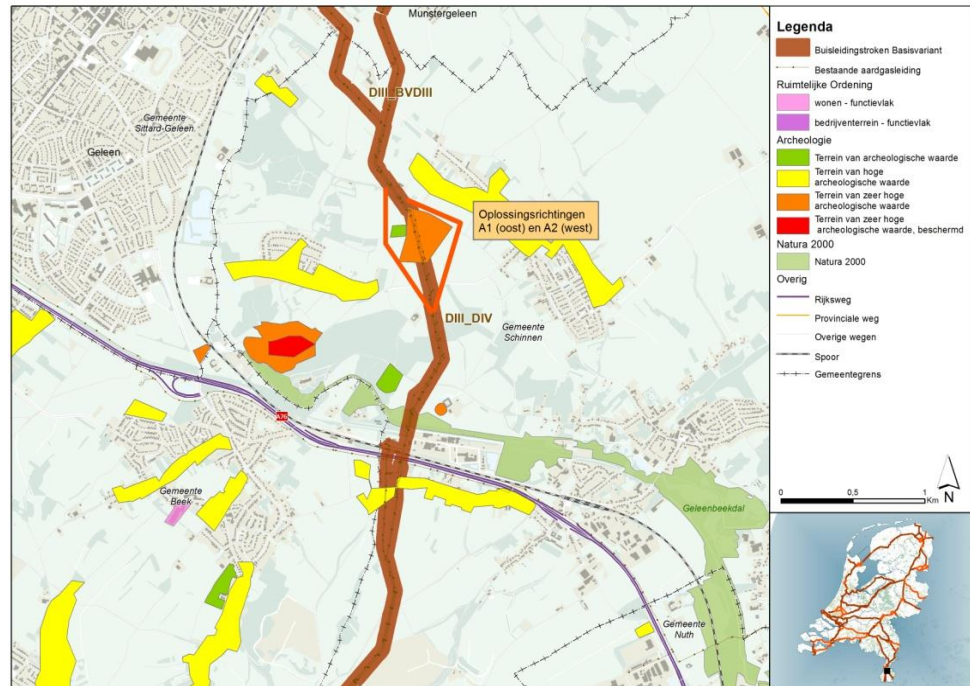 Munstergeleen
DIII_BVDIII
Gemeente
Sittard-Geleen
Geleen
Oplossingsrichtingen
A1 (oost) en A2 (west)
DIII_DIV
Gemeente
Schinnen
A76
Gemeente
Beek
Geleenbeekdal
Gemeente
Nuth
Legenda
Buisleidingstroken Basisvariant
Bestaande aardgasleiding
Ruimtelijke Ordening
wonen - functievlak
bedrijventerrein - functievlak
Archeologie
Terrein van archeologische waarde
Terrein van hoge
archeologische waarde
Terrein van zeer hoge
archeologische waarde
Terrein van zeer hoge
archeologische waarde, beschermd
Natura 2000
Natura 2000
Overig
Rijksweg
Provinciale weg
Overige wegen
Spoor
Gemeentegrens
0 0,5 1
Km
N